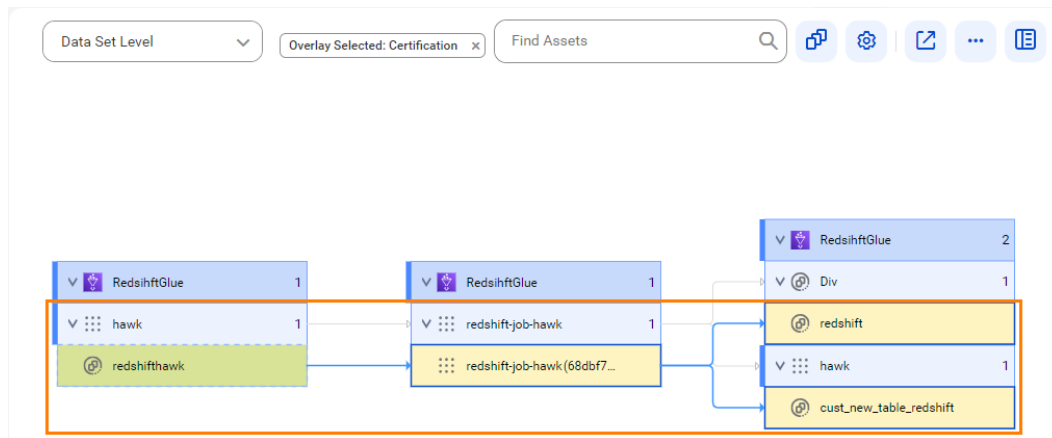 Data Set Level
Overlay Selected: Certification x
Find Assets
RedsihftGlue 1
hawk 1
redshifthawk
RedsihftGlue 1
redshift-job-hawk 1
redshift-job-hawk(68dbf7...
RedsihftGlue 2
Div 1
redshift
hawk 1
cust_new_table_redshift